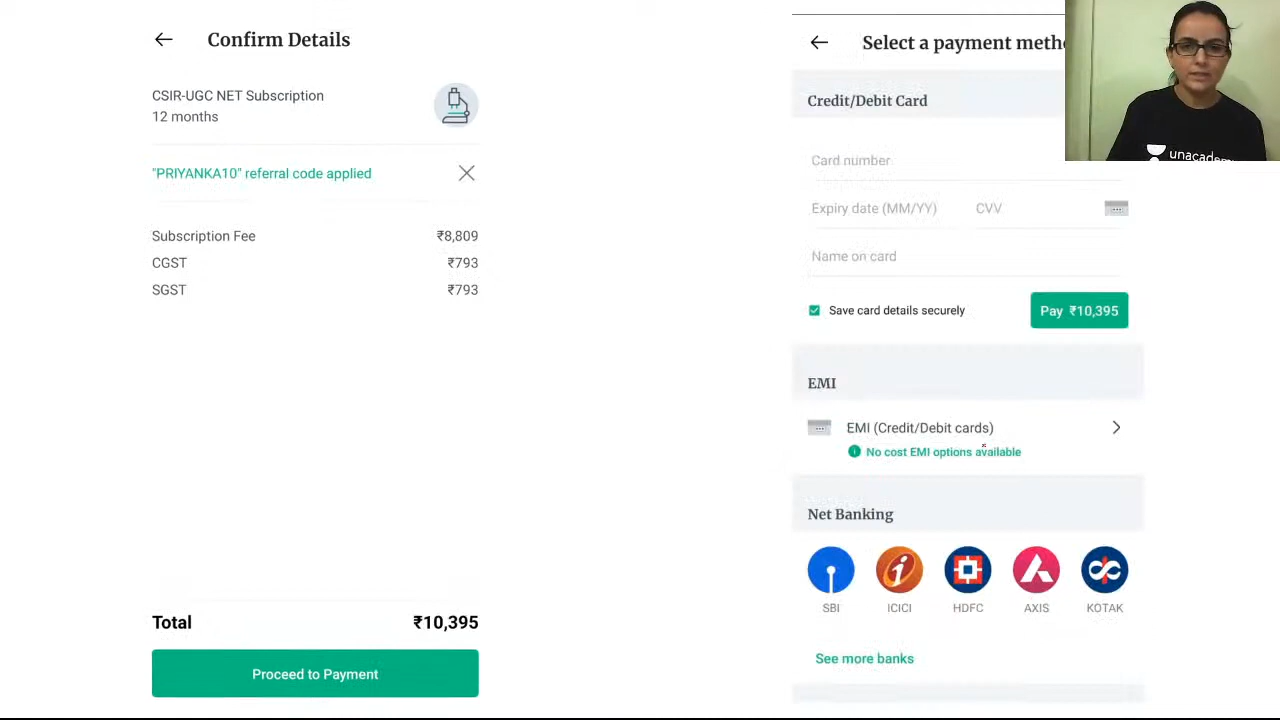 Confirm Details
CSIR-UGC NET Subscription
12 months
"PRIYANKA10" referral code applied
Subscription Fee ₹8,809
CGST ₹793
SGST ₹793
Total ₹10,395
Proceed to Payment
Select a payment meth
Credit/Debit Card
Card number
Expiry date (MM/YY) CVV
Name on card
Save card details securely
Pay ₹10,395
EMI
EMI (Credit/Debit cards)
No cost EMI options available
Net Banking
SBI ICICI HDFC AXIS KOTAK
See more banks
unacademy